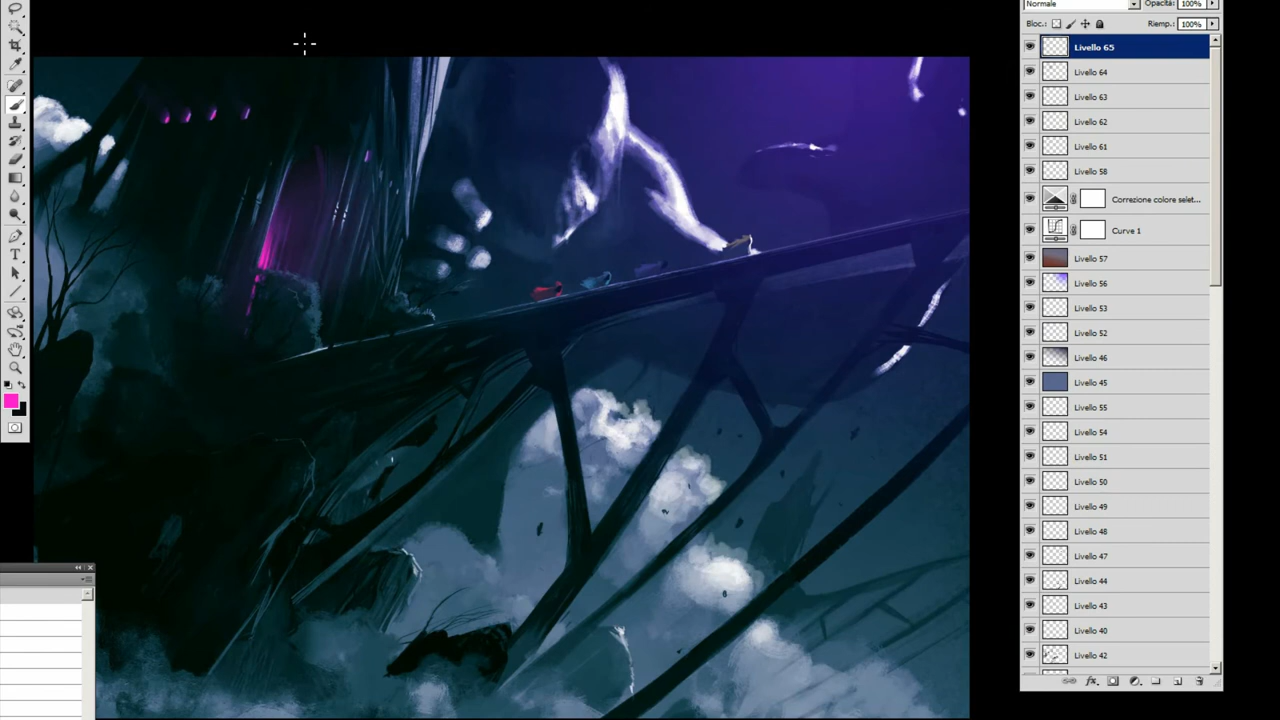 Normale
Opacità: 100%
Bloc.:
Riemp.: 100%
Livello 65
Livello 64
Livello 63
Livello 62
Livello 61
Livello 58
Correzione colore selet...
Curve 1
Livello 57
Livello 56
Livello 53
Livello 52
Livello 46
Livello 45
Livello 55
Livello 54
Livello 51
Livello 50
Livello 49
Livello 48
Livello 47
Livello 44
Livello 43
Livello 40
Livello 42